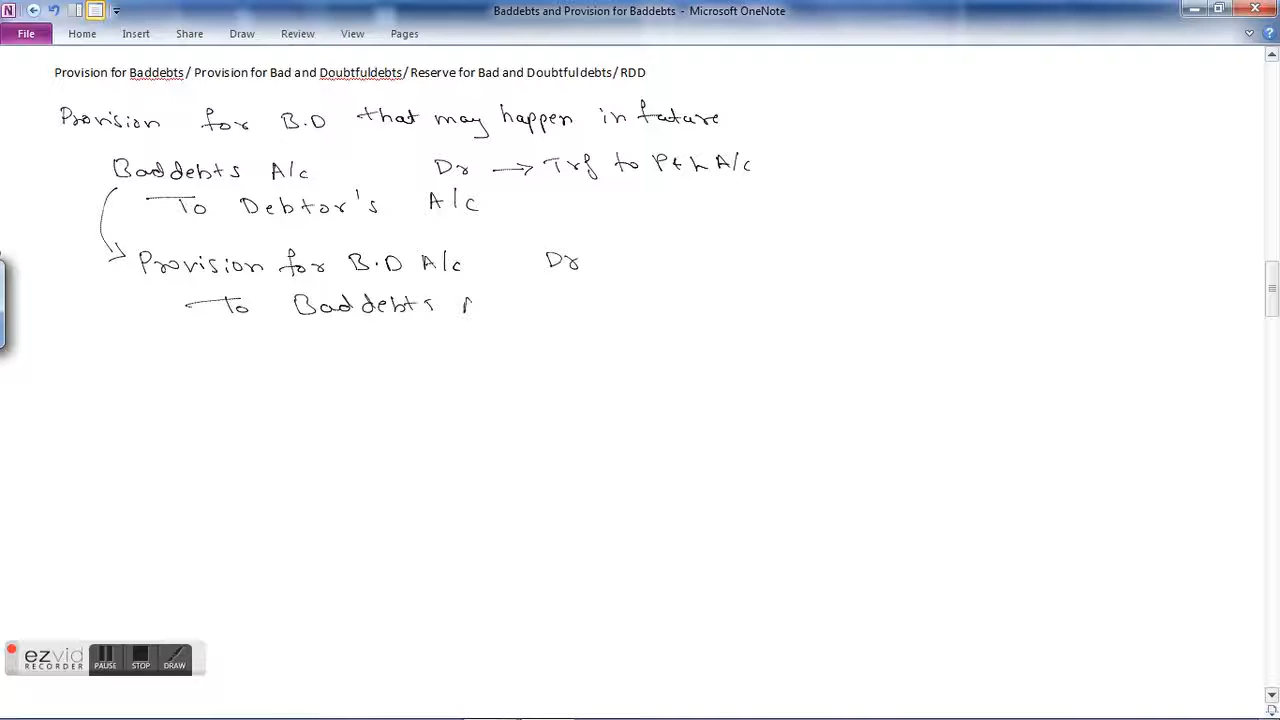 Baddebts and Provision for Baddebts - Microsoft OneNote
File Home Insert Share Draw Review View Pages
Provision for Baddebts/ Provision for Bad and Doubtfuldebts/ Reserve for Bad and Doubtfuldebts/ RDD
Provision for B.D that may happen in future
Baddebts A/c Dr → Trf to P+L A/c
To Debtor's A/c
Provision for B.D A/c Dr
To Baddebts
ezvid
RECORDER
PAUSE STOP DRAW